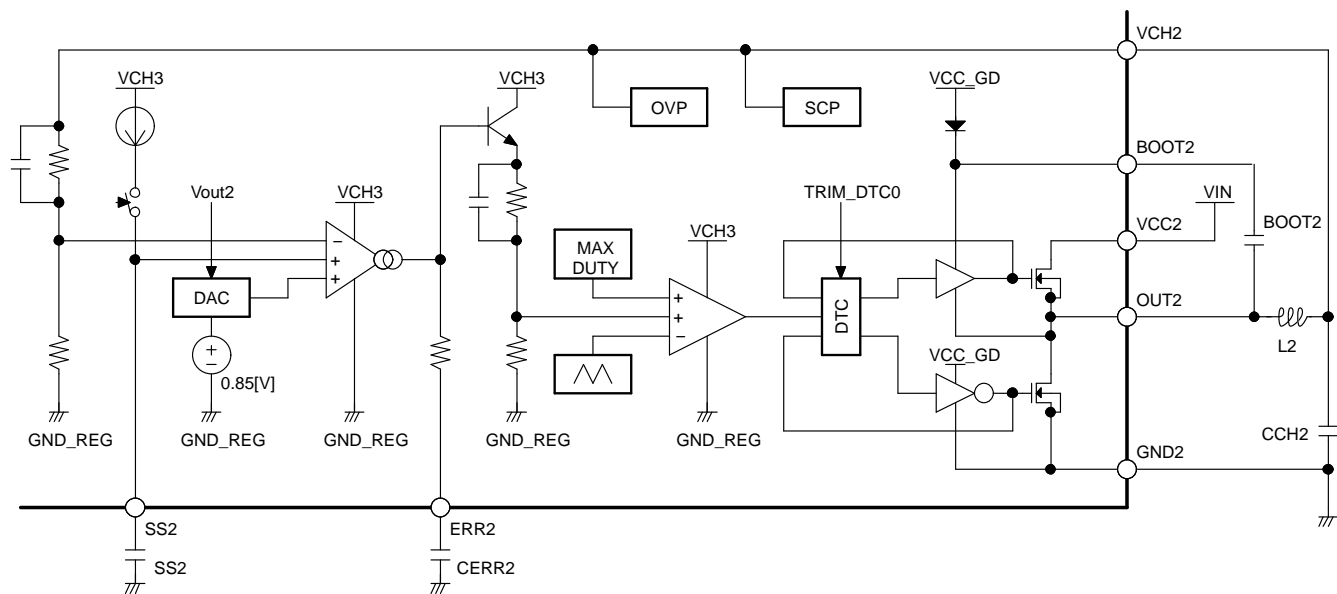 VCH2
VCH3
VCH3
OVP
SCP
VCC_GD
BOOT2
Vout2
VCH3
TRIM_DTC0
VIN
VCC2
BOOT2
MAX
DUTY
VCH3
−
+
+
DAC
+
+
−
DTC
OUT2
L2
+
−
0.85[V]
VCC_GD
GND_REG
GND_REG
GND_REG
GND_REG
GND_REG
CCH2
GND2
SS2
ERR2
SS2
CERR2